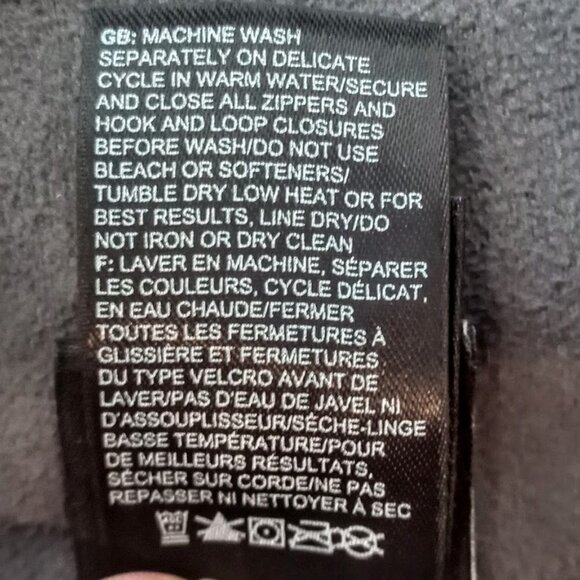 GB: MACHINE WASH
SEPARATELY ON DELICATE
CYCLE IN WARM WATER/SECURE
AND CLOSE ALL ZIPPERS AND
HOOK AND LOOP CLOSURES
BEFORE WASH/DO NOT USE
BLEACH OR SOFTENERS/
TUMBLE DRY LOW HEAT OR FOR
BEST RESULTS, LINE DRY/DO
NOT IRON OR DRY CLEAN
F: LAVER EN MACHINE, SÉPARER
LES COULEURS, CYCLE DÉLICAT,
EN EAU CHAUDE/FERMER
TOUTES LES FERMETURES À
GLISSIÈRE ET FERMETURES
DU TYPE VELCRO AVANT DE
LAVER/PAS D'EAU DE JAVEL NI
D'ASSOUPLISSEUR/SÈCHE-LINGE
BASSE TEMPÉRATURE/POUR
DE MEILLEURS RÉSULTATS,
SÉCHER SUR CORDE/NE PAS
REPASSER NI NETTOYER À SEC